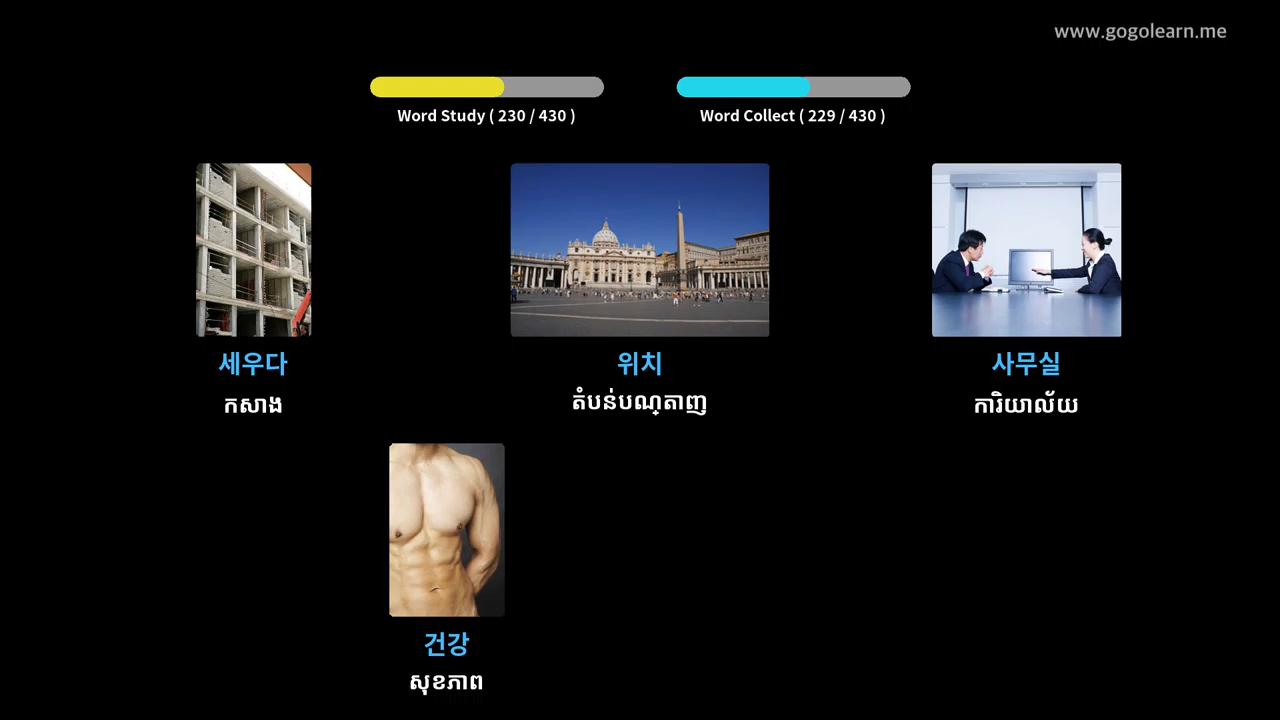 www.gogolearn.me
Word Study ( 230 / 430 )
Word Collect ( 229 / 430 )
세우다
위치
사무실
កសាង
តំបន់បណ្តាញ
ការិយាល័យ
건강
សុខភាព